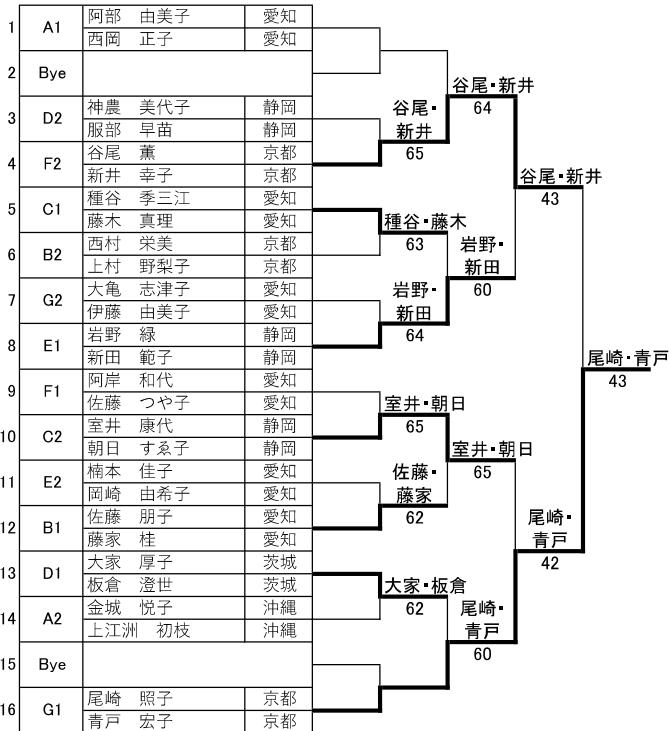 1 A1 阿部 由美子 愛知
西岡 正子 愛知
2 Bye
3 D2 神農 美代子 静岡
服部 早苗 静岡
4 F2 谷尾 薫 京都
新井 幸子 京都
5 C1 種谷 季三江 愛知
藤木 真理 愛知
6 B2 西村 栄美 京都
上村 野梨子 京都
7 G2 大亀 志津子 愛知
伊藤 由美子 愛知
8 E1 岩野 緑 静岡
新田 範子 静岡
9 F1 阿岸 和代 愛知
佐藤 つや子 愛知
10 C2 室井 康代 静岡
朝日 すゑ子 静岡
11 E2 楠本 佳子 愛知
岡崎 由希子 愛知
12 B1 佐藤 朋子 愛知
藤家 桂 愛知
13 D1 大家 厚子 茨城
板倉 澄世 茨城
14 A2 金城 悦子 沖縄
上江洲 初枝 沖縄
15 Bye
16 G1 尾崎 照子 京都
青戸 宏子 京都
谷尾・
新井
65
種谷・藤木
63
岩野・
新田
64
室井・朝日
65
佐藤・
藤家
62
大家・板倉
62
谷尾・新井
64
岩野・
新田
60
室井・朝日
65
尾崎・
青戸
60
谷尾・新井
43
尾崎・
青戸
42
尾崎・青戸
43